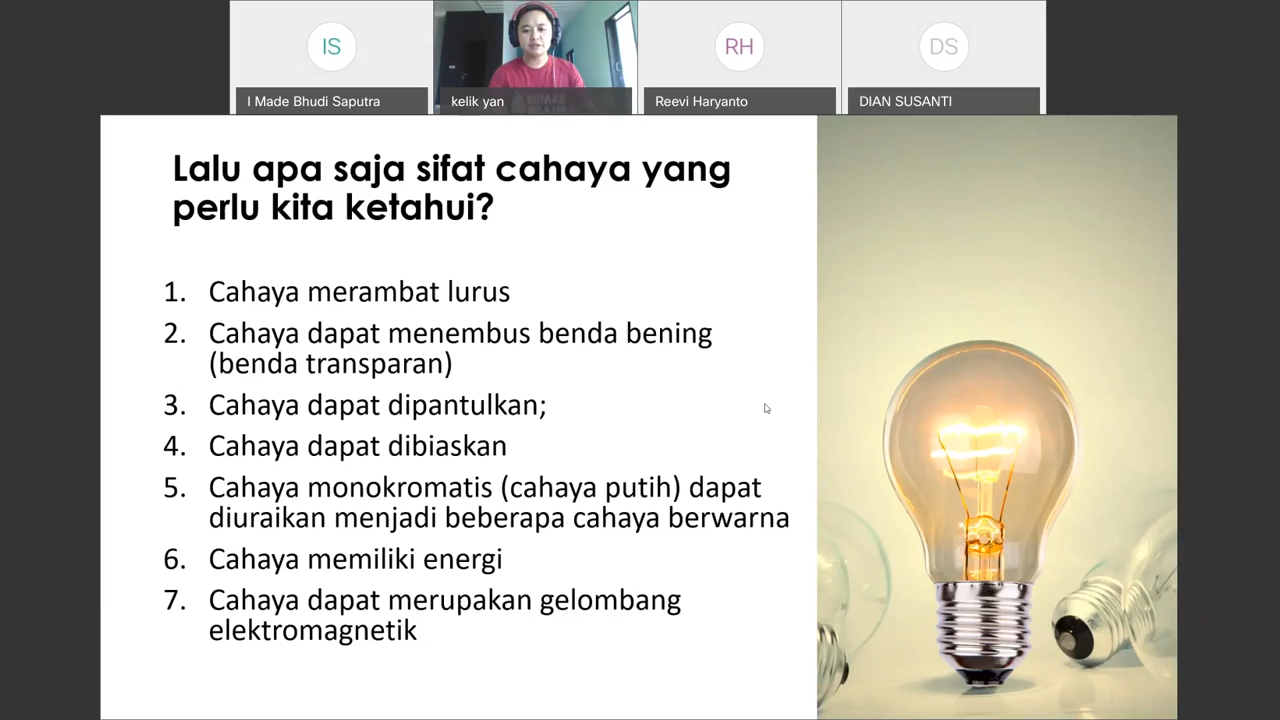 IS
RH
DS
I Made Bhudi Saputra
kelik yan
Reevi Haryanto
DIAN SUSANTI
Lalu apa saja sifat cahaya yang
perlu kita ketahui?
1. Cahaya merambat lurus
2. Cahaya dapat menembus benda bening
(benda transparan)
3. Cahaya dapat dipantulkan;
4. Cahaya dapat dibiaskan
5. Cahaya monokromatis (cahaya putih) dapat
diuraikan menjadi beberapa cahaya berwarna
6. Cahaya memiliki energi
7. Cahaya dapat merupakan gelombang
elektromagnetik